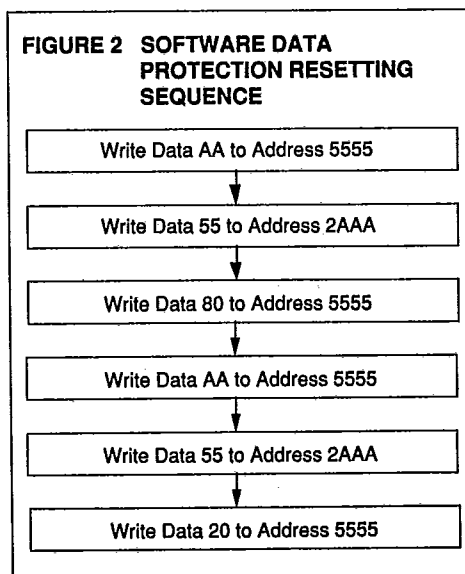 FIGURE 2 SOFTWARE DATA
PROTECTION RESETTING
SEQUENCE
Write Data AA to Address 5555
Write Data 55 to Address 2AAA
Write Data 80 to Address 5555
Write Data AA to Address 5555
Write Data 55 to Address 2AAA
Write Data 20 to Address 5555